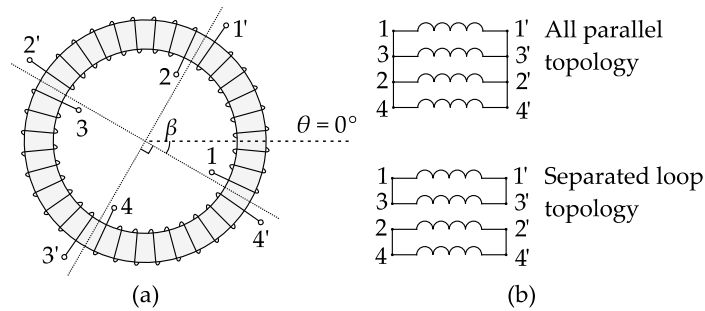 1'
2'
2
3
β
θ = 0°
1
4
3'
4'
(a)
1 1' All parallel
3 3' topology
2 2'
4 4'
1 1' Separated loop
3 3' topology
2 2'
4 4'
(b)